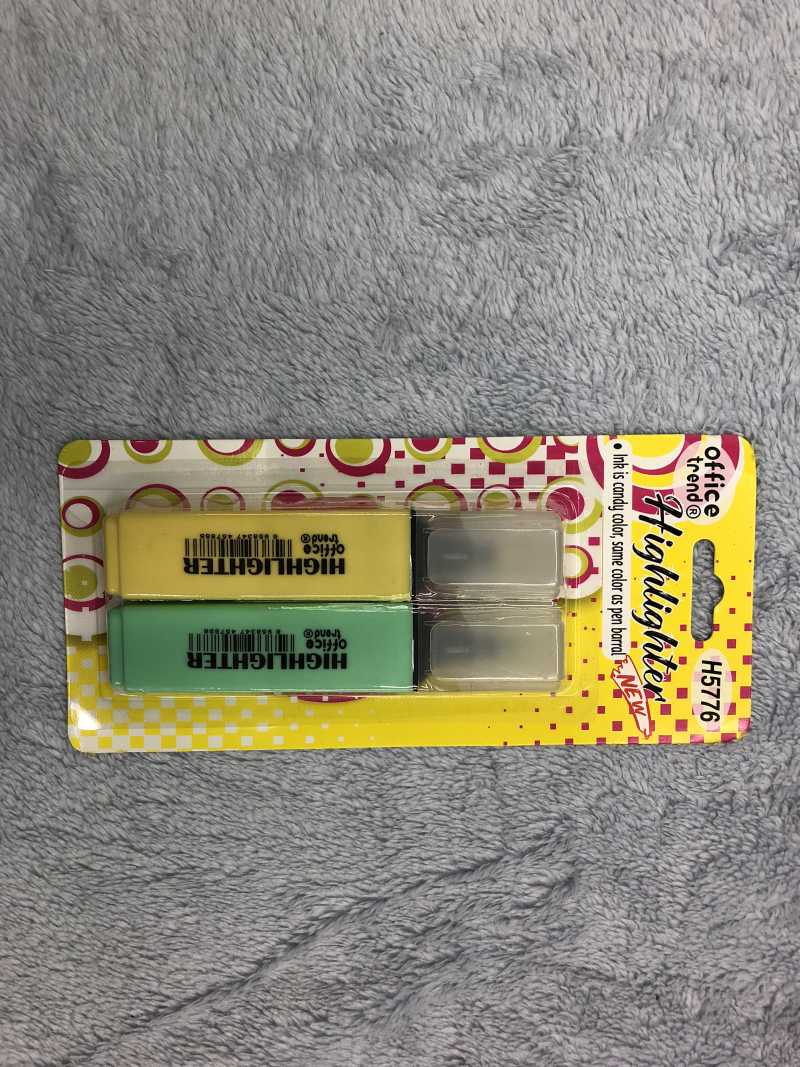 office
trend®
H5776
Highlighter
NEW
• Ink is candy color, same color as pen barral
HIGHLIGHTER
office
trend®
HIGHLIGHTER
office
trend®